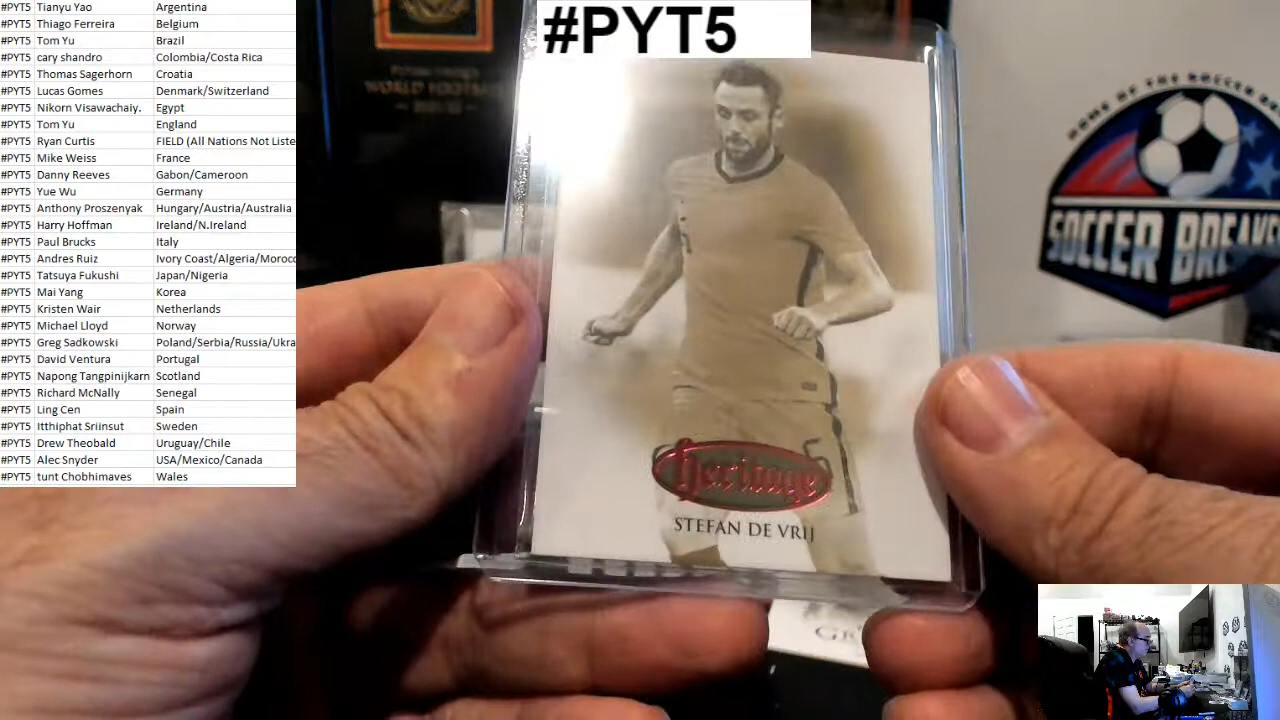 #PYT5 Tianyu Yao Argentina
#PYT5 Thiago Ferreira Belgium
#PYT5 Tom Yu Brazil
#PYT5 cary shandro Colombia/Costa Rica
#PYT5 Thomas Sagerhorn Croatia
#PYT5 Lucas Gomes Denmark/Switzerland
#PYT5 Nikorn Visawachaiy. Egypt
#PYT5 Tom Yu England
#PYT5 Ryan Curtis FIELD (All Nations Not Liste
#PYT5 Mike Weiss France
#PYT5 Danny Reeves Gabon/Cameroon
#PYT5 Yue Wu Germany
#PYT5 Anthony Proszenyak Hungary/Austria/Australia
#PYT5 Harry Hoffman Ireland/N.Ireland
#PYT5 Paul Brucks Italy
#PYT5 Andres Ruiz Ivory Coast/Algeria/Moroco
#PYT5 Tatsuya Fukushi Japan/Nigeria
#PYT5 Mai Yang Korea
#PYT5 Kristen Wair Netherlands
#PYT5 Michael Lloyd Norway
#PYT5 Greg Sadkowski Poland/Serbia/Russia/Ukra
#PYT5 David Ventura Portugal
#PYT5 Napong Tangpinijkarn Scotland
#PYT5 Richard McNally Senegal
#PYT5 Ling Cen Spain
#PYT5 Itthiphat Sriinsut Sweden
#PYT5 Drew Theobald Uruguay/Chile
#PYT5 Alec Snyder USA/Mexico/Canada
#PYT5 tunt Chobhimaves Wales
#PYT5
WORLD FOOTB
heritage
STEFAN DE VRIJ
HOME OF THE SOCCER
SOCCER BREAK